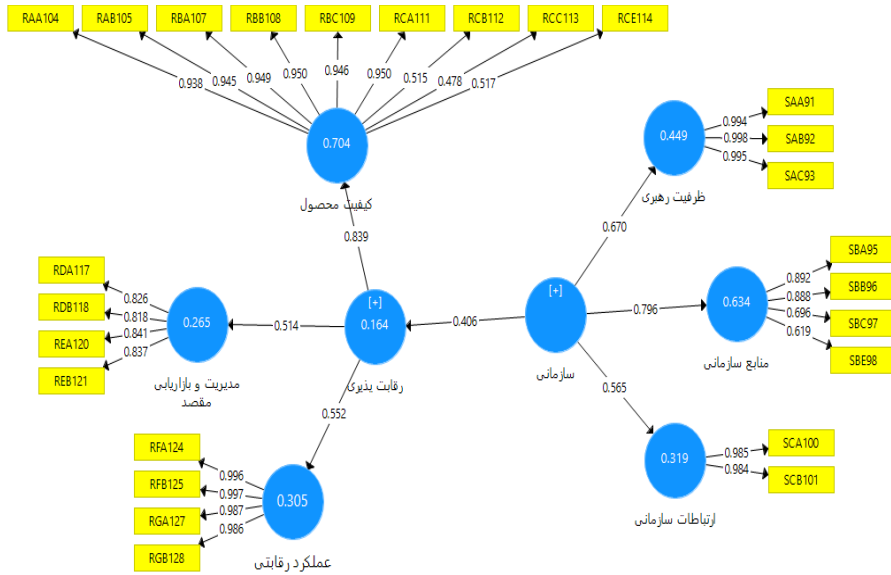 RAA104
RAB105
RBA107
RBB108
RBC109
RCA111
RCB112
RCC113
RCE114
0.938
0.945
0.949
0.950
0.946
0.950
0.515
0.478
0.517
0.704
کیفیت محصول
0.839
SAA91
SAB92
SAC93
0.994
0.998
0.995
0.449
ظرفیت رهبری
0.670
RDA117
RDB118
REA120
REB121
0.826
0.818
0.841
0.837
0.265
مدیریت و بازاریابی
مقصد
0.514
[+]
0.164
رقابت پذیری
0.406
[+]
سازمانی
0.796
0.634
منابع سازمانی
0.892
0.888
0.696
0.619
SBA95
SBB96
SBC97
SBE98
0.552
0.565
RFA124
RFB125
RGA127
RGB128
0.996
0.997
0.987
0.986
0.305
عملکرد رقابتی
0.319
ارتباطات سازمانی
0.985
0.984
SCA100
SCB101